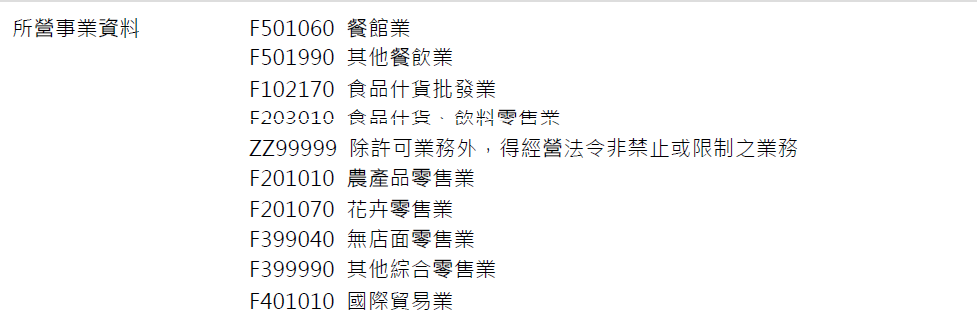 所營事業資料 F501060 餐館業
F501990 其他餐飲業
F102170 食品什貨批發業
F203010 食品什貨、飲料零售業
ZZ99999 除許可業務外，得經營法令非禁止或限制之業務
F201010 農產品零售業
F201070 花卉零售業
F399040 無店面零售業
F399990 其他綜合零售業
F401010 國際貿易業